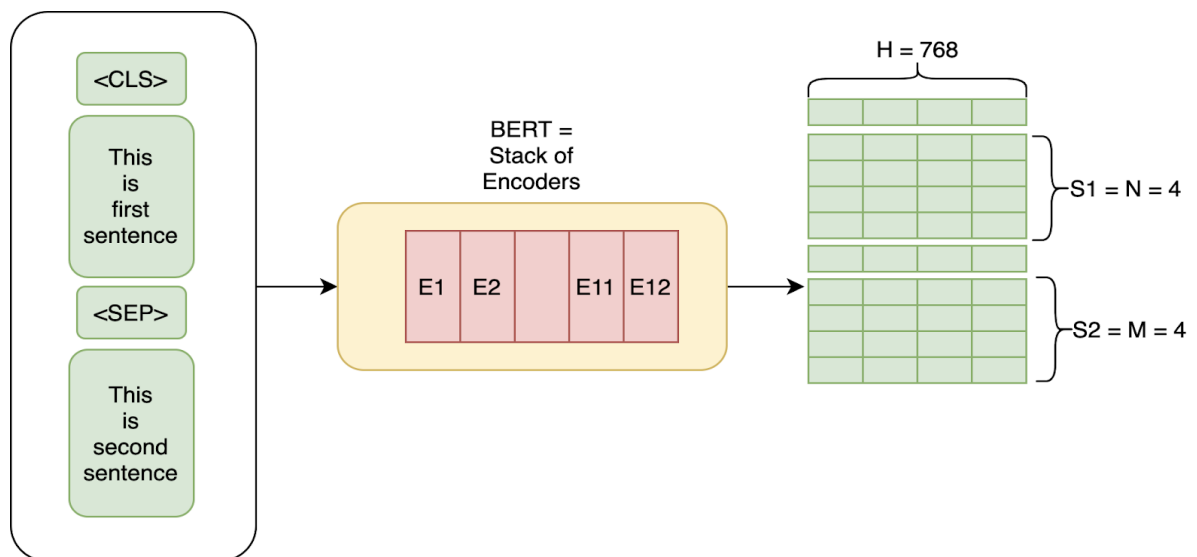 <CLS>
This
is
first
sentence
<SEP>
This
is
second
sentence
BERT =
Stack of
Encoders
E1 E2 E11 E12
H = 768
S1 = N = 4
S2 = M = 4